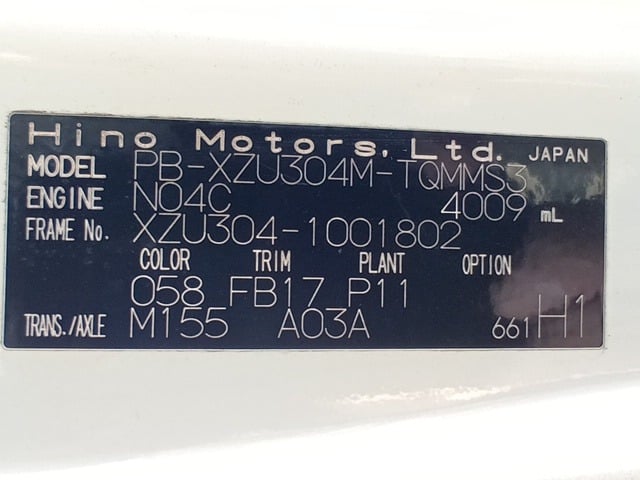 Hino Motors, Ltd. JAPAN
MODEL PB-XZU304M-TQMMS3
ENGINE N04C 4009 mL
FRAME No. XZU304-1001802
COLOR TRIM PLANT OPTION
058 FB17 P11
TRANS./AXLE M155 A03A 661 H1